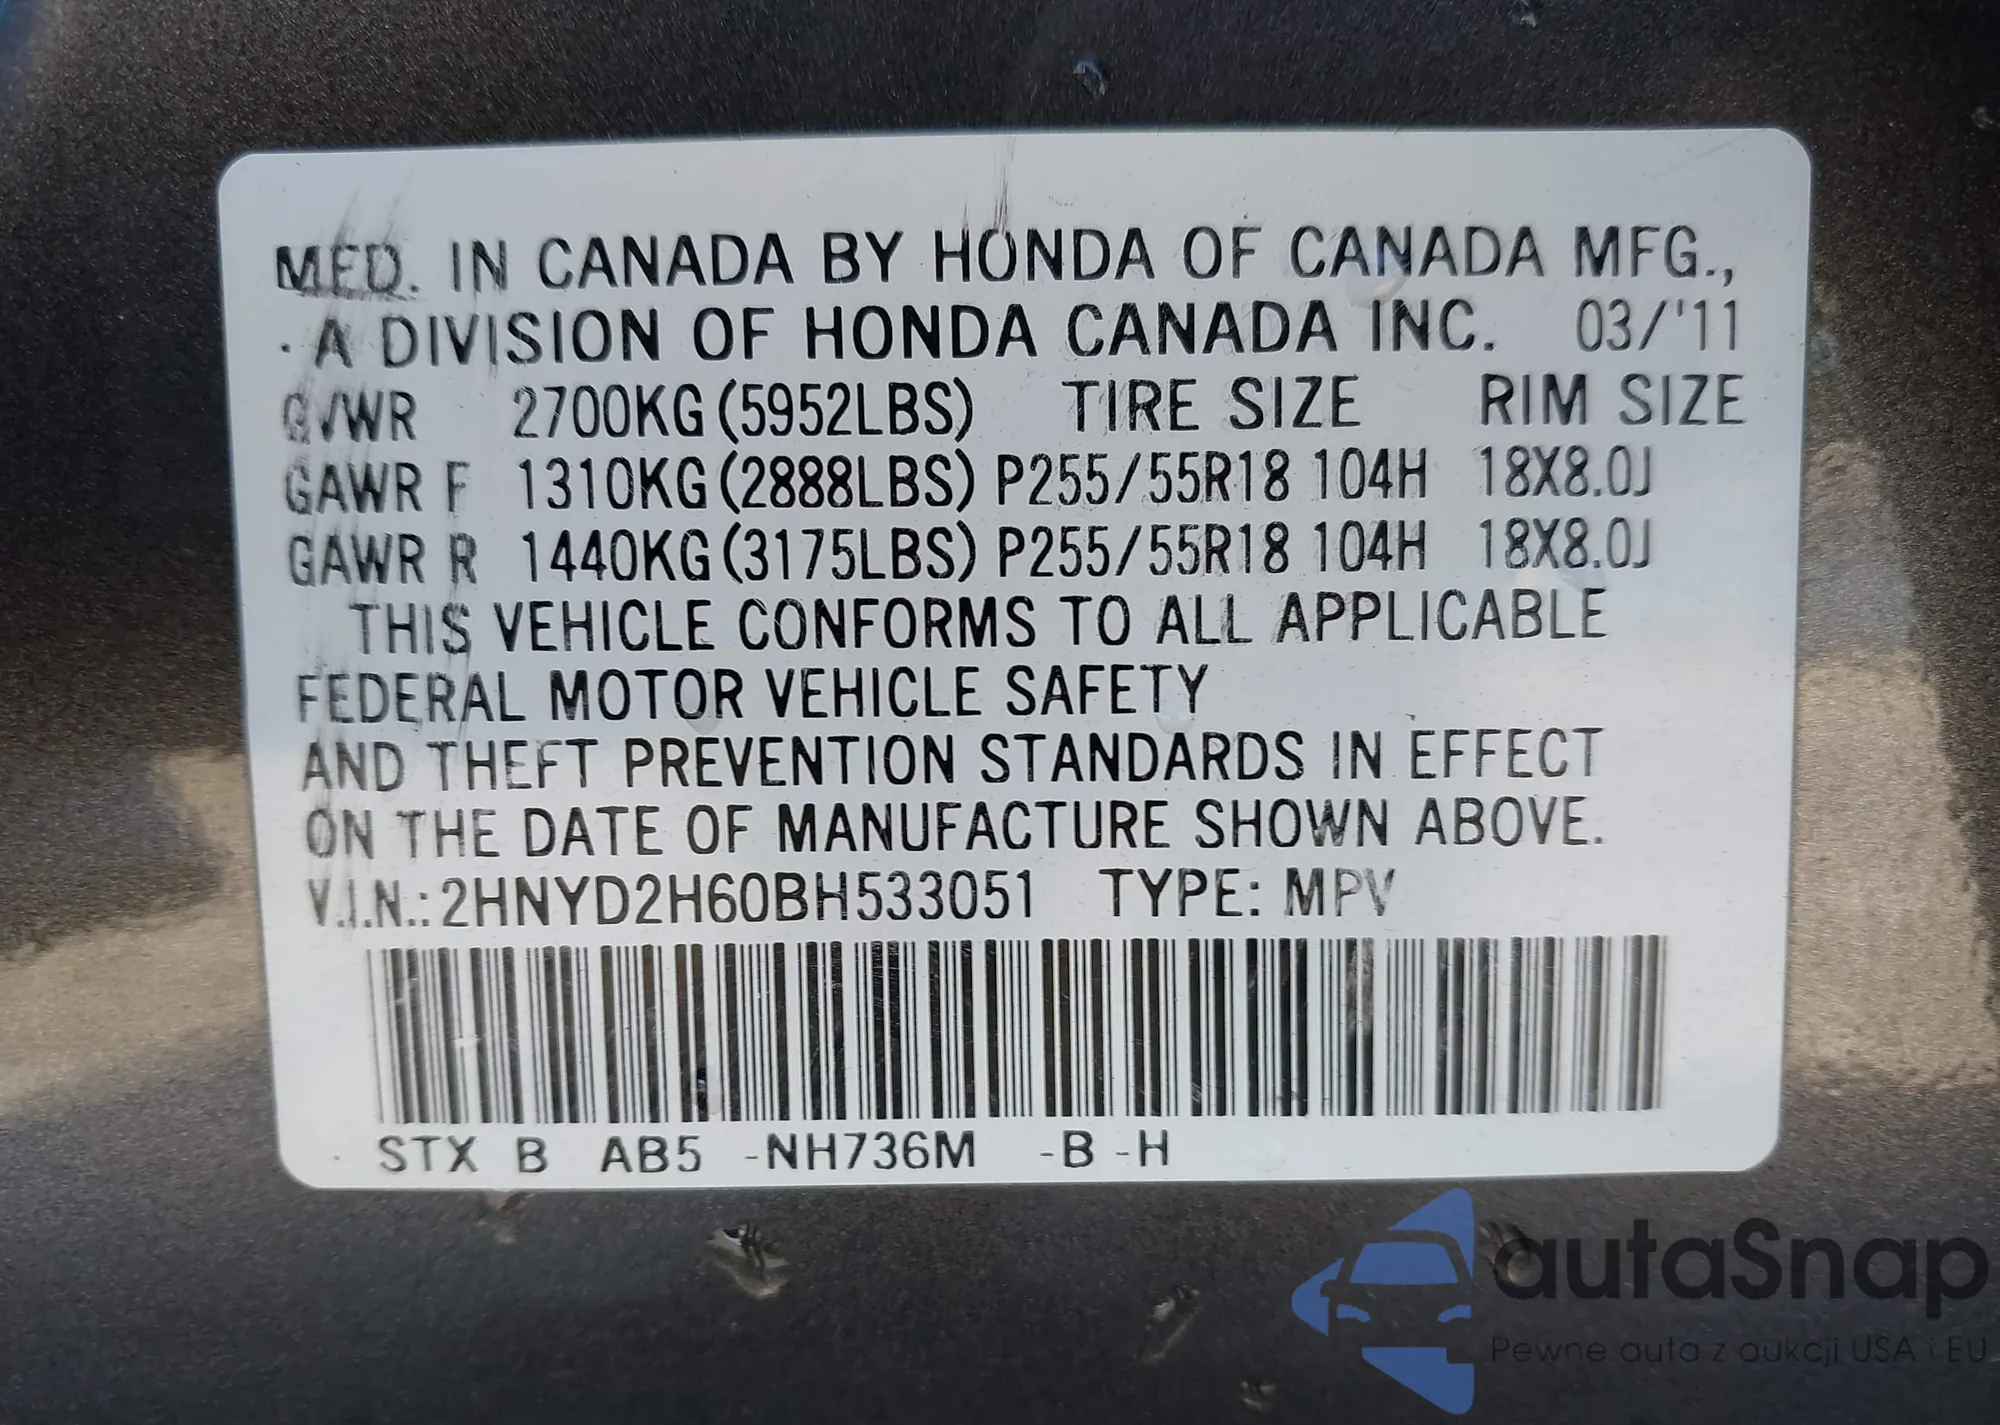 MFD. IN CANADA BY HONDA OF CANADA MFG.,
A DIVISION OF HONDA CANADA INC. 03/'11
GVWR 2700KG (5952LBS) TIRE SIZE RIM SIZE
GAWR F 1310KG (2888LBS) P255/55R18 104H 18X8.0J
GAWR R 1440KG (3175LBS) P255/55R18 104H 18X8.0J
THIS VEHICLE CONFORMS TO ALL APPLICABLE
FEDERAL MOTOR VEHICLE SAFETY
AND THEFT PREVENTION STANDARDS IN EFFECT
ON THE DATE OF MANUFACTURE SHOWN ABOVE.
V.I.N.: 2HNYD2H60BH533051 TYPE: MPV
STX B AB5 -NH736M -B -H
autaSnap
Pewne auta z aukcji USA i EU